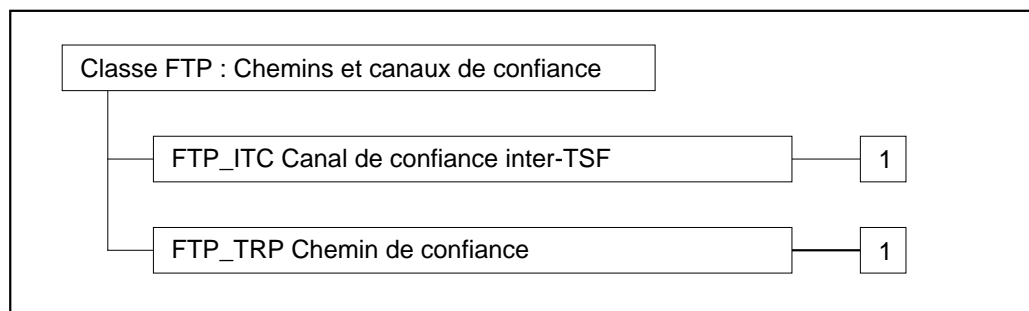 Classe FTP : Chemins et canaux de confiance
FTP_ITC Canal de confiance inter-TSF 1
FTP_TRP Chemin de confiance 1